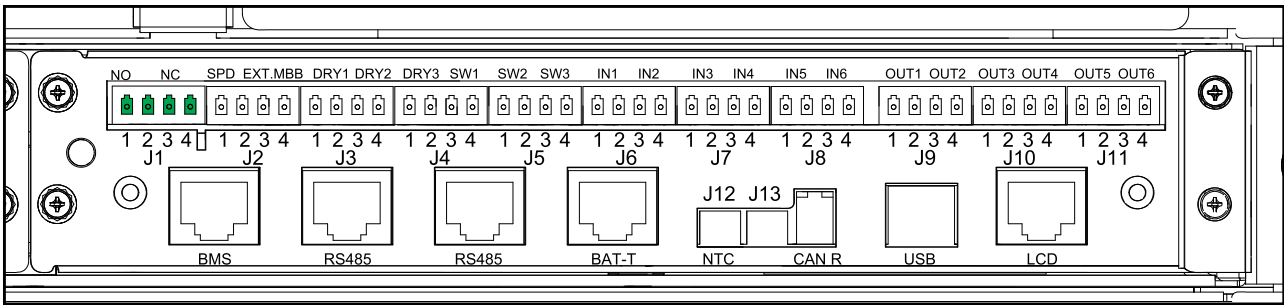 NO NC SPD EXT.MBB DRY1 DRY2 DRY3 SW1 SW2 SW3 IN1 IN2 IN3 IN4 IN5 IN6 OUT1 OUT2 OUT3 OUT4 OUT5 OUT6
1 2 3 4 1 2 3 4 1 2 3 4 1 2 3 4 1 2 3 4 1 2 3 4 1 2 3 4 1 2 3 4 1 2 3 4 1 2 3 4 1 2 3 4
J1 J2 J3 J4 J5 J6 J7 J8 J9 J10 J11
J12 J13
BMS RS485 RS485 BAT-T NTC CAN R USB LCD